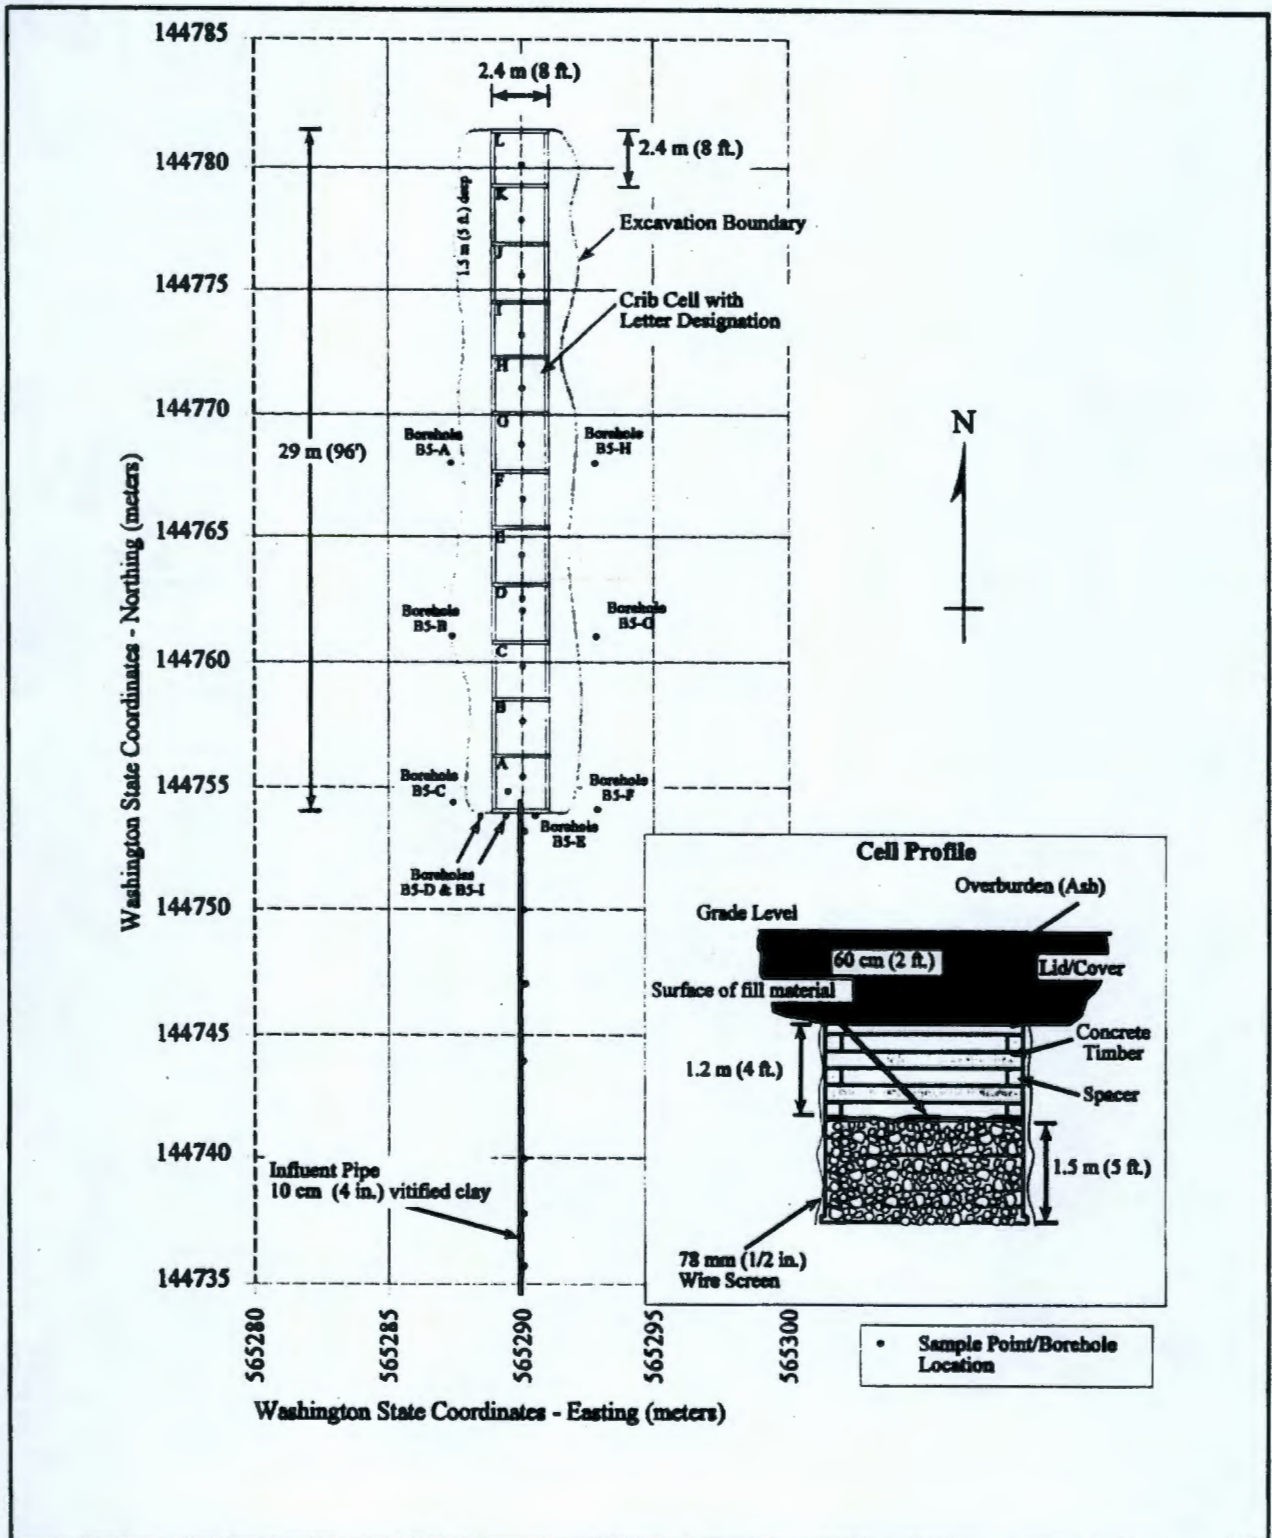 144785
2.4 m (8 ft.)
L
2.4 m (8 ft.)
144780
K
1.5 m (5 ft.) deep
Excavation Boundary
J
144775
Crib Cell with
Letter Designation
I
H
144770
G
Borehole
B5-A
Borehole
B5-H
29 m (96')
F
144765
E
D
Borehole
B5-B
Borehole
B5-G
C
144760
B
A
Borehole
B5-C
Borehole
B5-F
144755
Borehole
B5-E
Boreholes
B5-D & B5-I
144750
144745
144740
Influent Pipe
10 cm (4 in.) vitified clay
144735
Washington State Coordinates - Northing (meters)
565280
565285
565290
565295
565300
Washington State Coordinates - Easting (meters)
N
Cell Profile
Overburden (Ash)
Grade Level
60 cm (2 ft.)
Lid/Cover
Surface of fill material
Concrete
Timber
1.2 m (4 ft.)
Spacer
1.5 m (5 ft.)
78 mm (1/2 in.)
Wire Screen
• Sample Point/Borehole
Location